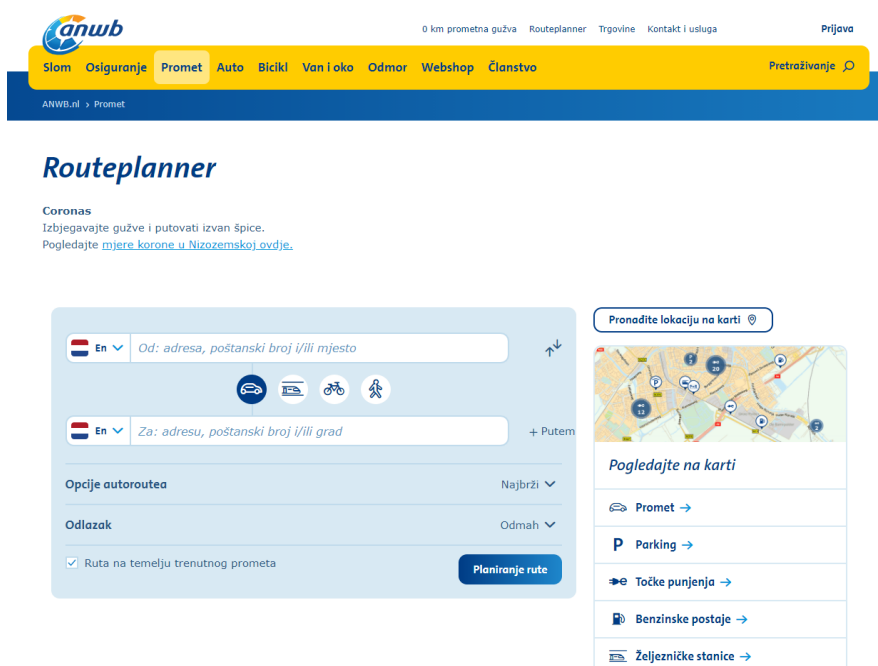 anwb
0 km prometna gužva Routeplanner Trgovine Kontakt i usluga Prijava
Slom Osiguranje Promet Auto Bicikl Van i oko Odmor Webshop Članstvo Pretraživanje
ANWB.nl › Promet
Routeplanner
Coronas
Izbjegavajte gužve i putovati izvan špice.
Pogledajte mjere korone u Nizozemskoj ovdje.
Pronađite lokaciju na karti
En Od: adresa, poštanski broj i/ili mjesto
En Za: adresu, poštanski broj i/ili grad + Putem
Opcije autoroutea Najbrži
Odlazak Odmah
Ruta na temelju trenutnog prometa Planiranje rute
Pogledajte na karti
Promet →
P Parking →
Točke punjenja →
Benzinske postaje →
Željezničke stanice →